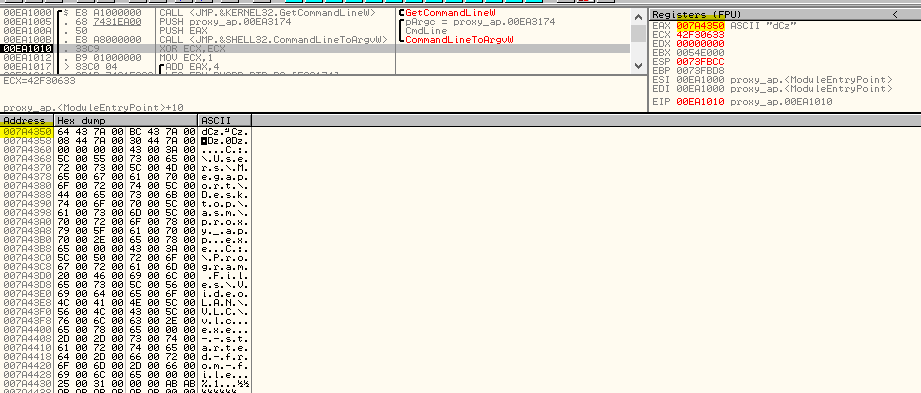 00EA1000 $ E8 A1000000 CALL <JMP.&KERNEL32.GetCommandLineW> GetCommandLineW
00EA1005 . 68 7431EA00 PUSH proxy_ap.00EA3174 pArgc = proxy_ap.00EA3174
00EA100A . 50 PUSH EAX CmdLine
00EA100B . E8 A8000000 CALL <JMP.&SHELL32.CommandLineToArgvW> CommandLineToArgvW
00EA1010 . 33C9 XOR ECX,ECX
00EA1012 . B9 01000000 MOV ECX,1
00EA1017 > 83C0 04 ADD EAX,4
ECX=42F30633
proxy_ap.<ModuleEntryPoint>+10
Registers (FPU) <
EAX 007A4350 ASCII "dCz"
ECX 42F30633
EDX 00000000
EBX 0054E000
ESP 0073FBCC
EBP 0073FBD8
ESI 00EA1000 proxy_ap.<ModuleEntryPoint>
EDI 00EA1000 proxy_ap.<ModuleEntryPoint>
EIP 00EA1010 proxy_ap.00EA1010
Address Hex dump ASCII
007A4350 64 43 7A 00 BC 43 7A 00 dCz.╝Cz.
007A4358 08 44 7A 00 30 44 7A 00 ◘Dz.0Dz.
007A4360 00 00 00 00 43 00 3A 00 ....C.:.
007A4368 5C 00 55 00 73 00 65 00 \.U.s.e.
007A4370 72 00 73 00 5C 00 4D 00 r.s.\.M.
007A4378 65 00 67 00 61 00 70 00 e.g.a.p.
007A4380 6F 00 72 00 74 00 5C 00 o.r.t.\.
007A4388 44 00 65 00 73 00 6B 00 D.e.s.k.
007A4390 74 00 6F 00 70 00 5C 00 t.o.p.\.
007A4398 61 00 73 00 6D 00 5C 00 a.s.m.\.
007A43A0 70 00 72 00 6F 00 78 00 p.r.o.x.
007A43A8 79 00 5F 00 61 00 70 00 y._.a.p.
007A43B0 70 00 2E 00 65 00 78 00 p...e.x.
007A43B8 65 00 00 00 43 00 3A 00 e...C.:.
007A43C0 5C 00 50 00 72 00 6F 00 \.P.r.o.
007A43C8 67 00 72 00 61 00 6D 00 g.r.a.m.
007A43D0 20 00 46 00 69 00 6C 00  .F.i.l.
007A43D8 65 00 73 00 5C 00 56 00 e.s.\.V.
007A43E0 69 00 64 00 65 00 6F 00 i.d.e.o.
007A43E8 4C 00 41 00 4E 00 5C 00 L.A.N.\.
007A43F0 56 00 4C 00 43 00 5C 00 V.L.C.\.
007A43F8 76 00 6C 00 63 00 2E 00 v.l.c...
007A4400 65 00 78 00 65 00 00 00 e.x.e...
007A4408 2D 00 2D 00 73 00 74 00 -.-.s.t.
007A4410 61 00 72 00 74 00 65 00 a.r.t.e.
007A4418 64 00 2D 00 66 00 72 00 d.-.f.r.
007A4420 6F 00 6D 00 2D 00 66 00 o.m.-.f.
007A4428 69 00 6C 00 65 00 00 00 i.l.e...
007A4430 25 00 31 00 00 00 AB AB %.1...½½